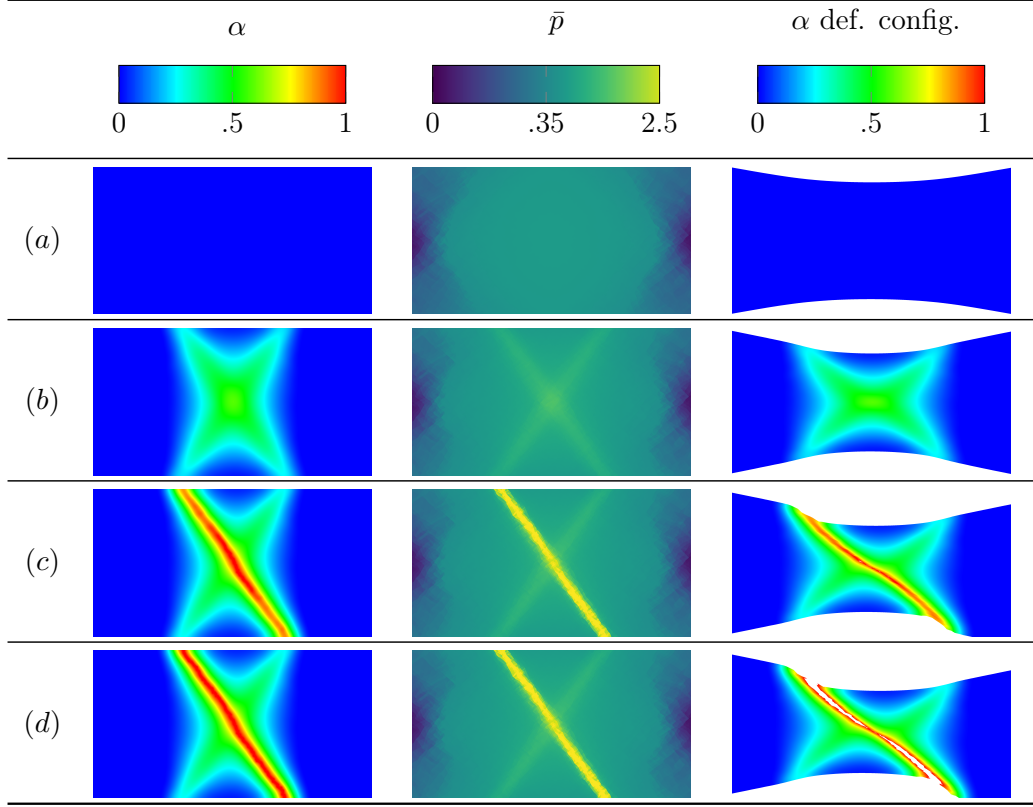 α p̄ α def. config.
0 .5 1 0 .35 2.5 0 .5 1
(a)
(b)
(c)
(d)